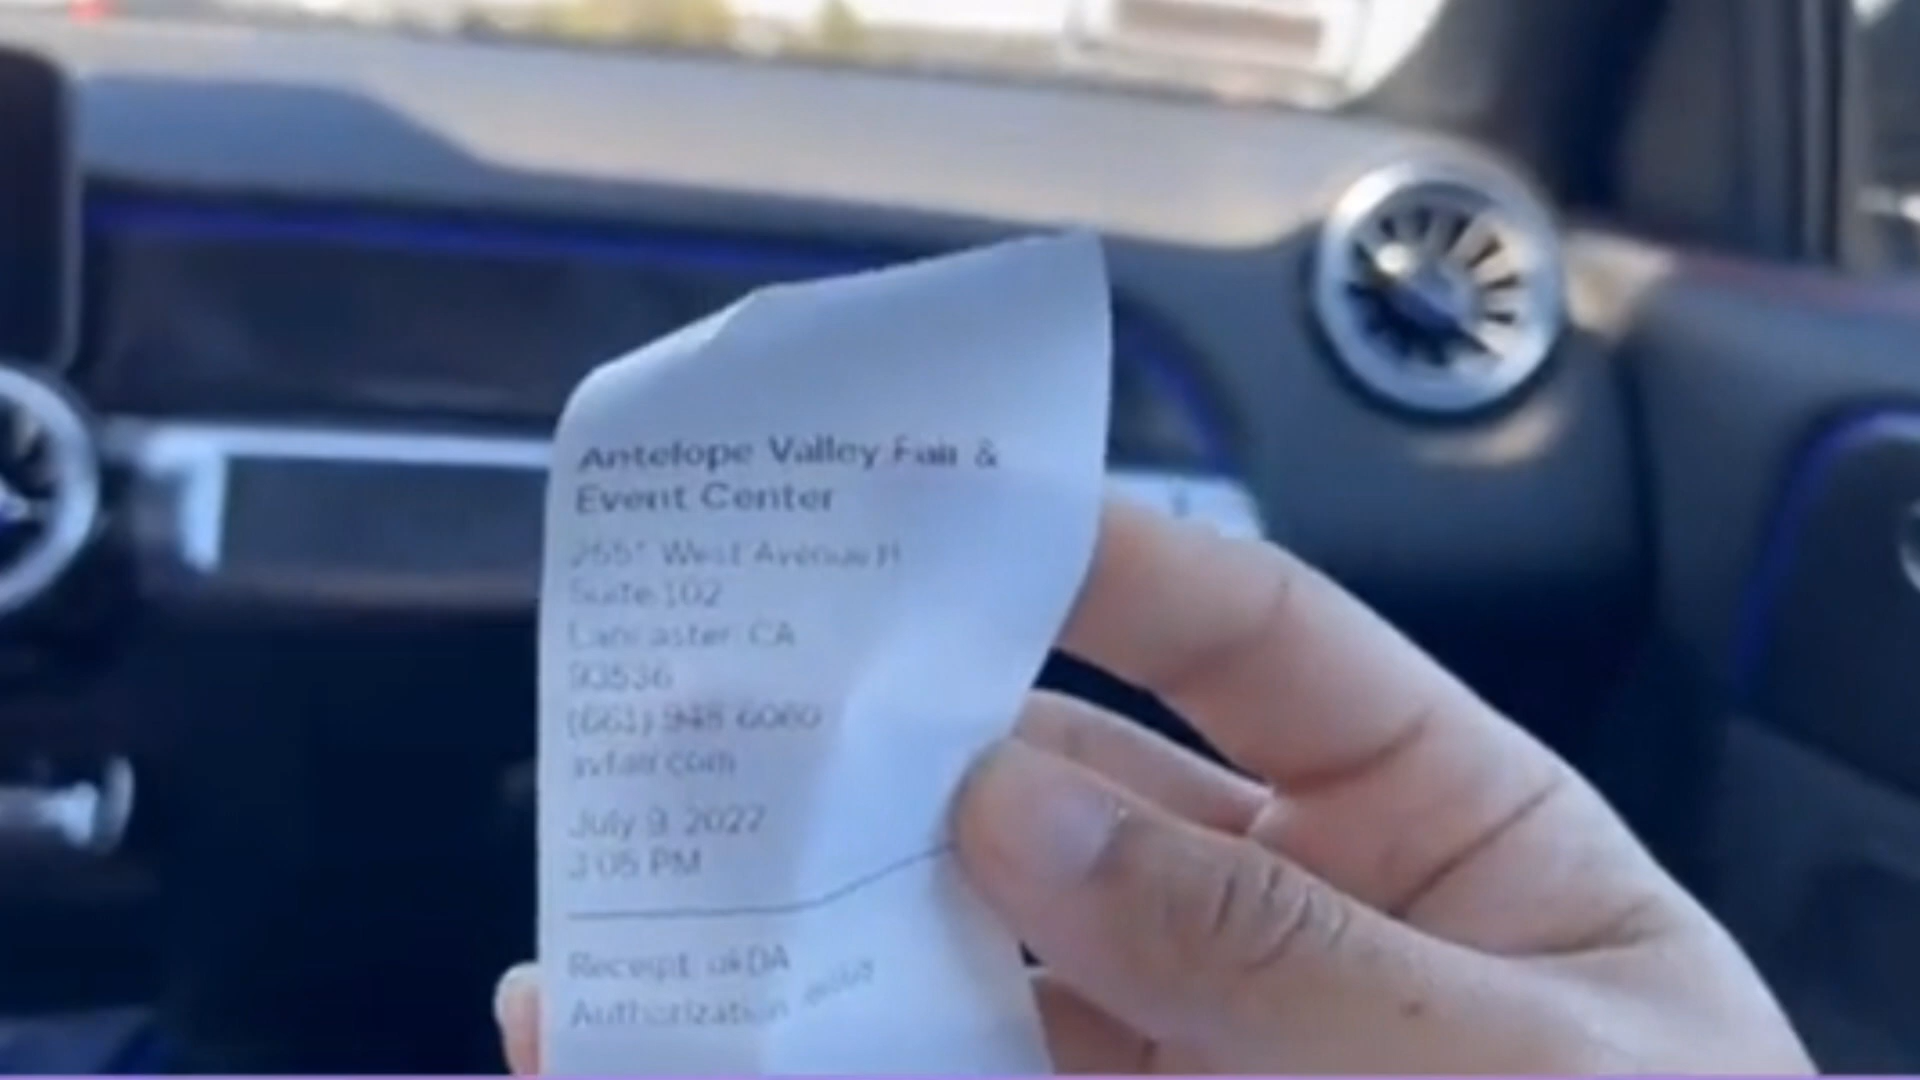 Antelope Valley Fair &
Event Center
2551 West Avenue H
Suite 102
Lancaster CA
93536
(661) 948 6060
avfair.com
July 9 2022
3:05 PM
Receipt
Authorization